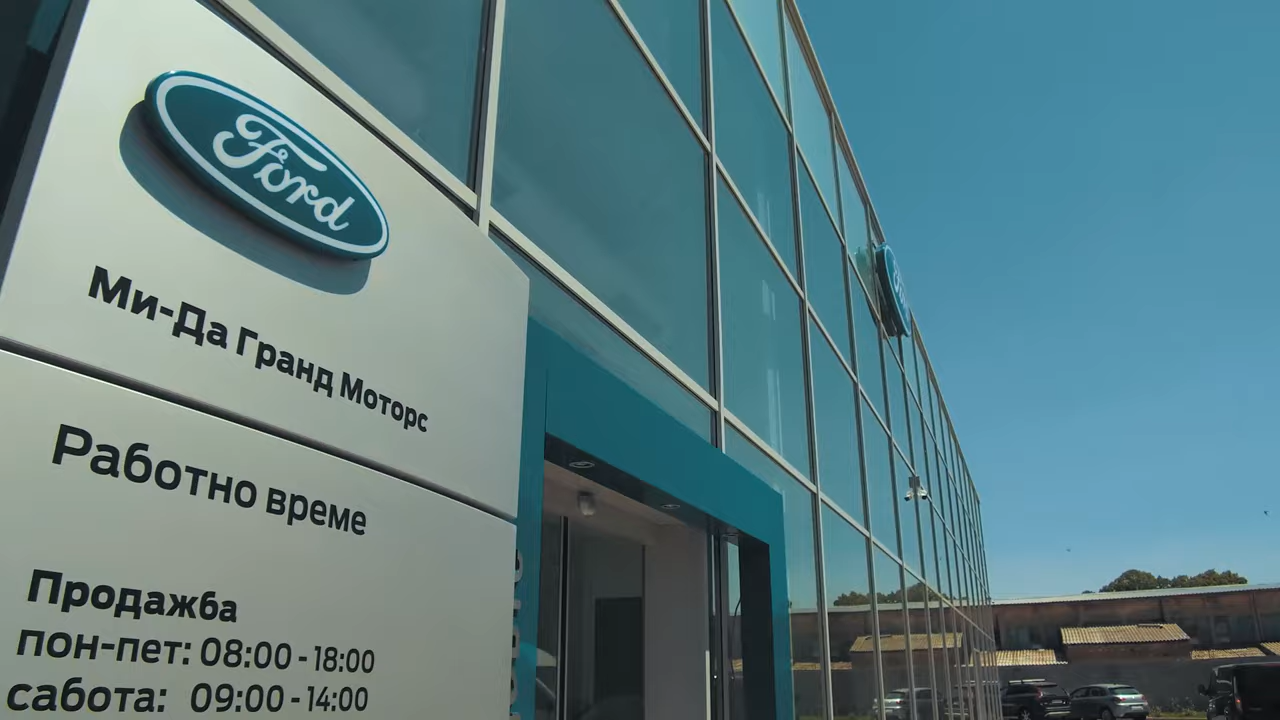 Ford
Ми-Да Гранд Моторс
Работно време
Продажба
пон-пет: 08:00 - 18:00
сабота: 09:00 - 14:00
Ford